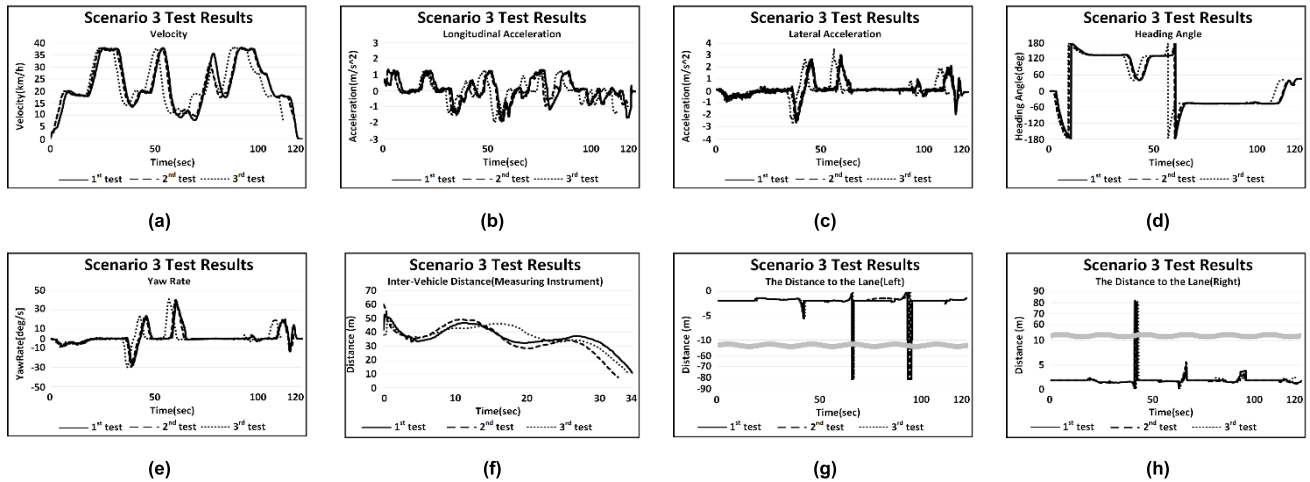 Scenario 3 Test Results
Velocity
Velocity(km/h)
40
35
30
25
20
15
10
5
0
0
50
100
120
Time(sec)
1st test
2nd test
3rd test
(a)
Scenario 3 Test Results
Longitudinal Acceleration
Acceleration(m/s^2)
3
2
1
0
-1
-2
-3
0
50
100
120
Time(sec)
1st test
2nd test
3rd test
(b)
Scenario 3 Test Results
Lateral Acceleration
Acceleration(m/s^2)
4
3
2
1
0
-1
-2
-3
-4
0
50
100
120
Time(sec)
1st test
2nd test
3rd test
(c)
Scenario 3 Test Results
Heading Angle
Heading Angle(deg)
180
120
60
0
-60
-120
-180
0
50
100
120
Time(sec)
1st test
2nd test
3rd test
(d)
Scenario 3 Test Results
Yaw Rate
YawRate[deg/s)
50
30
10
-10
-30
-50
0
50
100
120
Time(sec)
1st test
2nd test
3rd test
(e)
Scenario 3 Test Results
Inter-Vehicle Distance(Measuring Instrument)
Distance (m)
70
60
50
40
30
20
10
0
0
10
20
30
34
Time(sec)
1st test
2nd test
3rd test
(f)
Scenario 3 Test Results
The Distance to the Lane(Left)
Distance (m)
0
-5
-10
-60
-70
-80
-90
0
50
100
120
Time(sec)
1st test
2nd test
3rd test
(g)
Scenario 3 Test Results
The Distance to the Lane(Right)
Distance (m)
90
80
70
60
10
5
0
0
50
100
120
Time(sec)
1st test
2nd test
3rd test
(h)